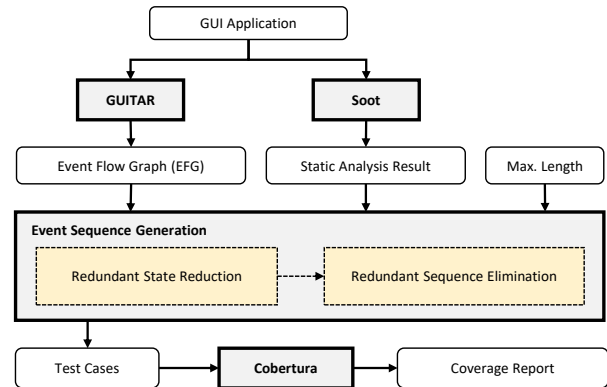 GUI Application
GUITAR
Soot
Event Flow Graph (EFG)
Static Analysis Result
Max. Length
Event Sequence Generation
Redundant State Reduction
Redundant Sequence Elimination
Test Cases
Cobertura
Coverage Report